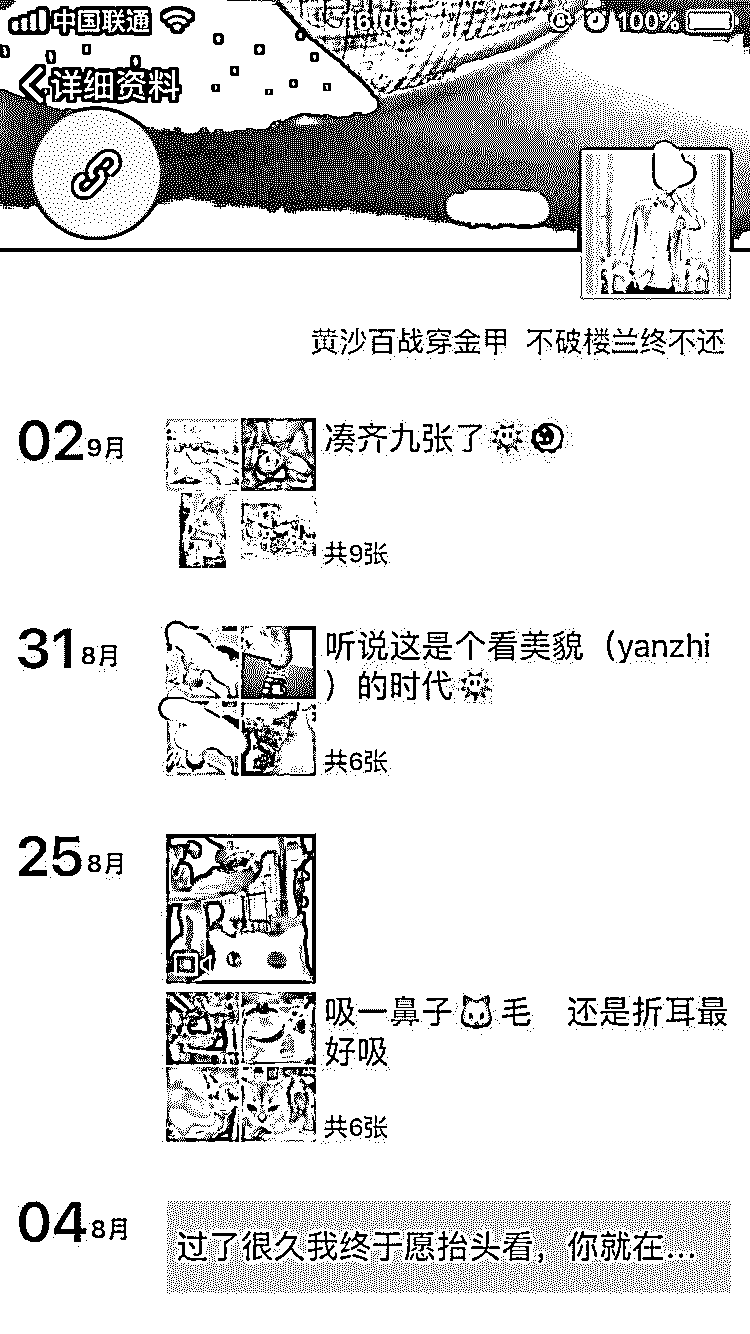 中国联通 16:08 100%
详细资料
黄沙百战穿金甲 不破楼兰终不还
02 9月
凑齐九张了
共9张
31 8月
听说这是个看美貌（yanzhi
）的时代
共6张
25 8月
吸一鼻子🐱毛 还是折耳最
好吸
共6张
04 8月
过了很久我终于愿抬头看，你就在...